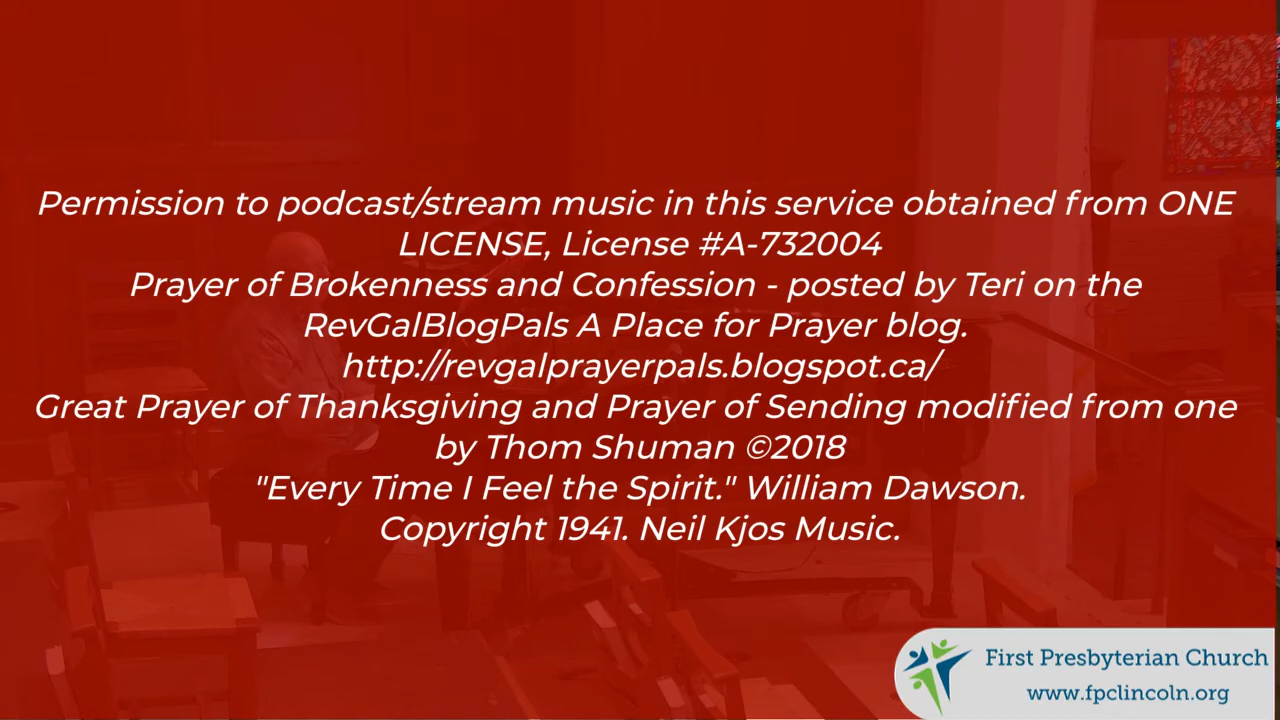 Permission to podcast/stream music in this service obtained from ONE
LICENSE, License #A-732004
Prayer of Brokenness and Confession - posted by Teri on the
RevGalBlogPals A Place for Prayer blog.
http://revgalprayerpals.blogspot.ca/
Great Prayer of Thanksgiving and Prayer of Sending modified from one
by Thom Shuman ©2018
"Every Time I Feel the Spirit." William Dawson.
Copyright 1941. Neil Kjos Music.
First Presbyterian Church
www.fpclincoln.org